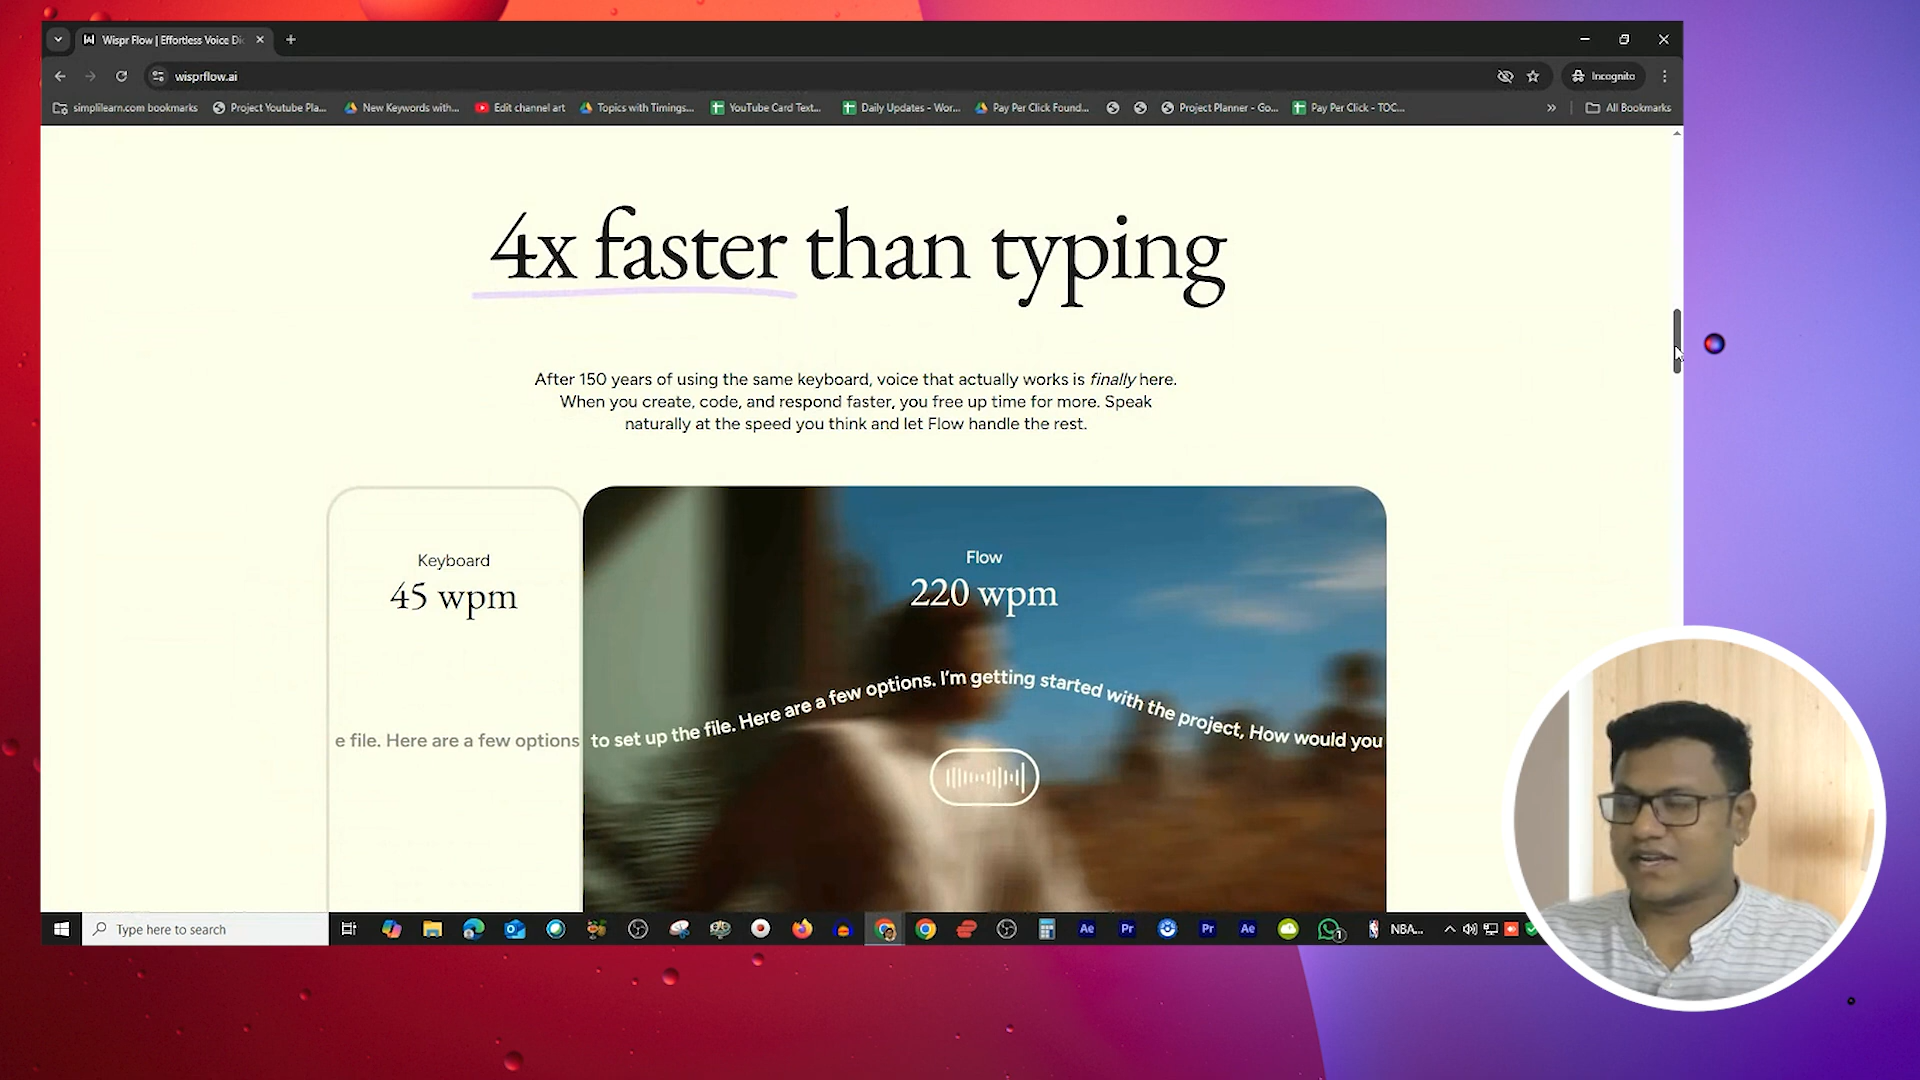 Wispr Flow | Effortless Voice Di
wisprflow.ai
Incognito
simplilearn.com bookmarks
Project Youtube Pla...
New Keywords with...
Edit channel art
Topics with Timings...
YouTube Card Text...
Daily Updates - Wor...
Pay Per Click Found...
Project Planner - Go...
Pay Per Click - TOC...
»
All Bookmarks
4x faster than typing
After 150 years of using the same keyboard, voice that actually works is finally here.
When you create, code, and respond faster, you free up time for more. Speak
naturally at the speed you think and let Flow handle the rest.
Keyboard
45 wpm
Flow
220 wpm
e file. Here are a few options
to set up the file. Here are a few options. I'm getting started with the project, How would you
Type here to search
Ae
Pr
Pr
Ae
1
NBA...